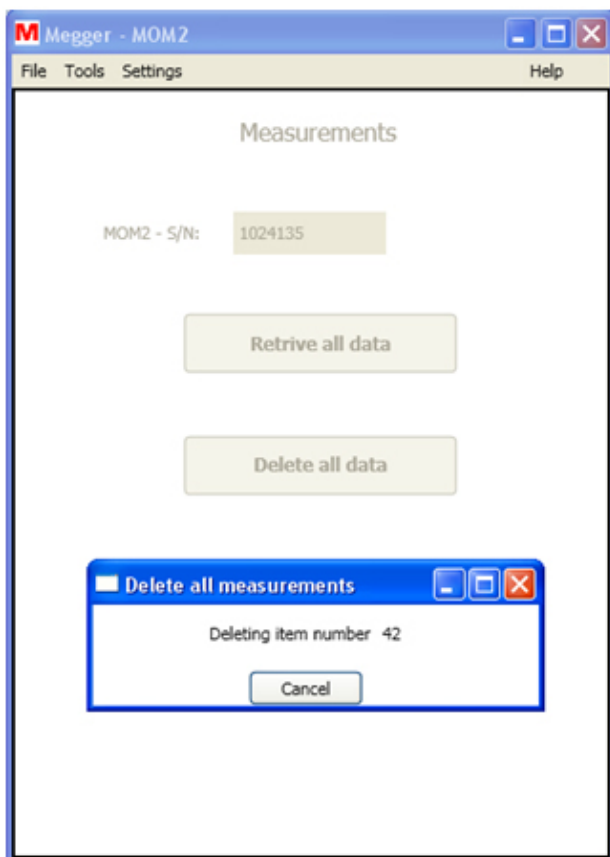 M Megger - MOM2
File Tools Settings Help
Measurements
MOM2 - S/N: 1024135
Retrive all data
Delete all data
Delete all measurements
Deleting item number 42
Cancel